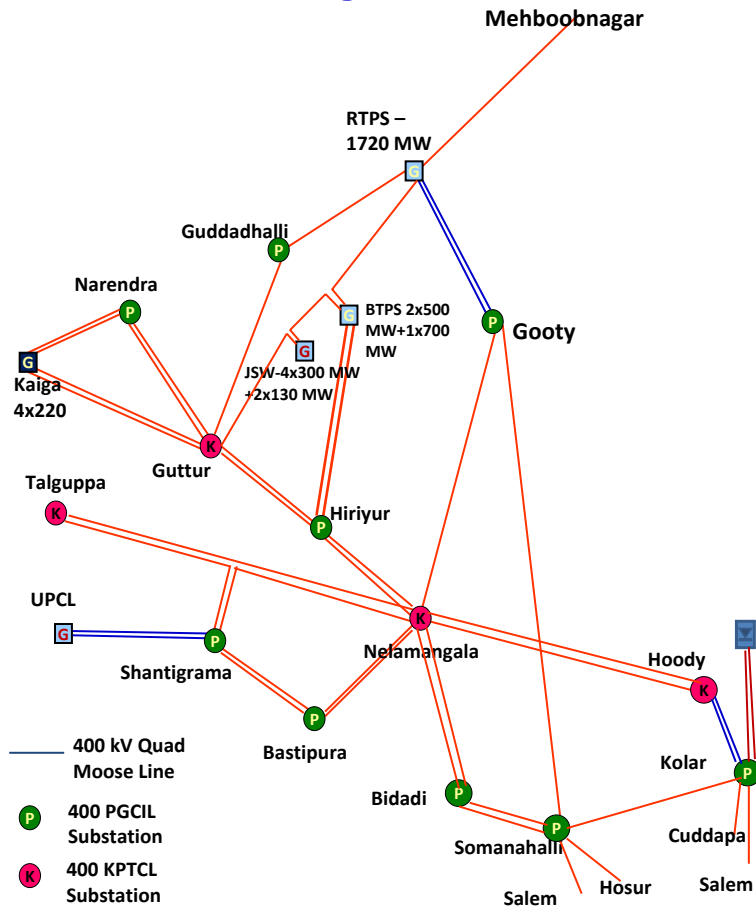 Mehboobnagar
RTPS –
1720 MW
G
Guddadhalli
P
Narendra
P
G
BTPS 2x500
MW+1x700
MW
P
Gooty
G
JSW-4x300 MW
+2x130 MW
G
Kaiga
4x220
K
Guttur
Talguppa
K
Hiriyur
P
UPCL
G
P
Shantigrama
K
Nelamangala
Hoody
K
P
Bastipura
Kolar
P
400 kV Quad
Moose Line
Bidadi
P
P
400 PGCIL
Substation
P
Somanahalli
Cuddapa
K
400 KPTCL
Substation
Salem
Hosur
Salem